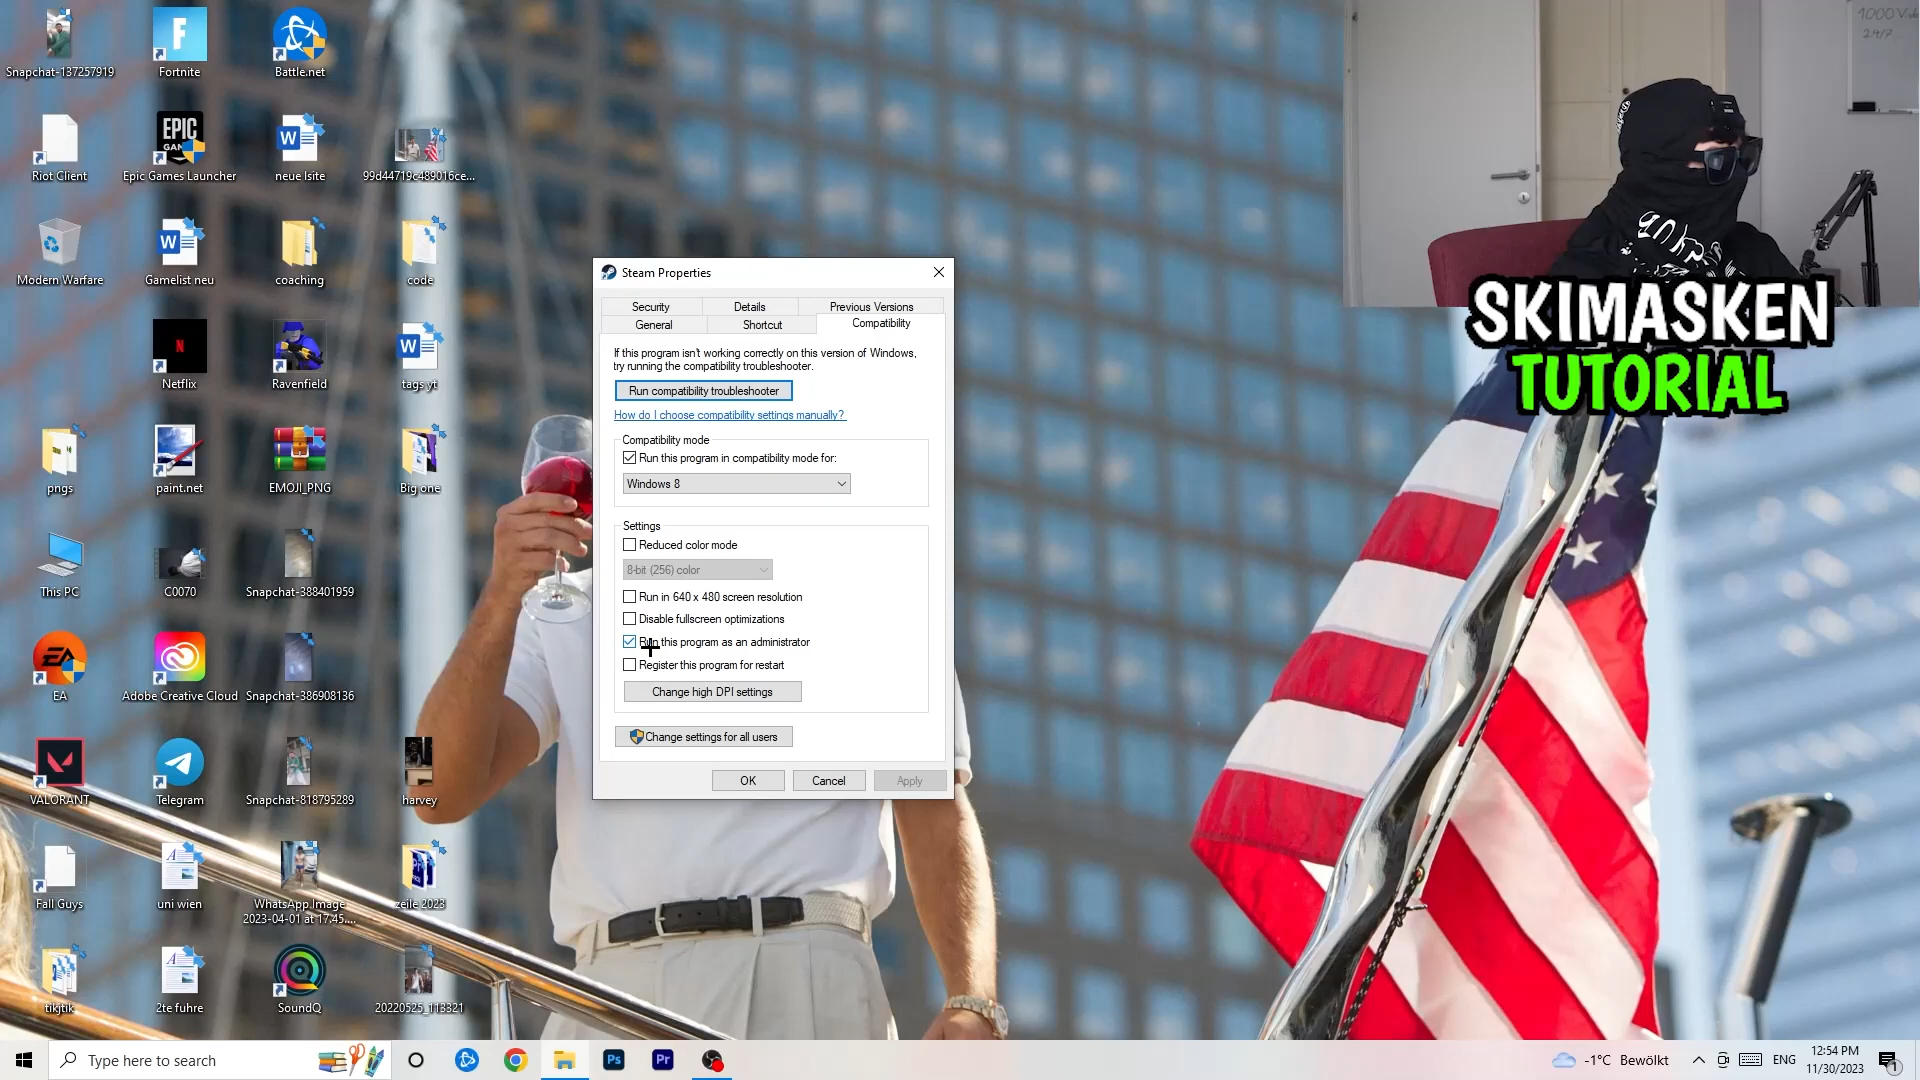 Snapchat-137257919
Fortnite
Battle.net
Riot Client
EPIC
Epic Games Launcher
neue lsite
99d44719c489016ce...
Modern Warfare
Gamelist neu
coaching
code
Netflix
Ravenfield
tags yt
pngs
paint.net
EMOJI_PNG
Big one
This PC
C0070
Snapchat-388401959
EA
Adobe Creative Cloud
Snapchat-386908136
VALORANT
Telegram
Snapchat-818795289
harvey
Fall Guys
uni wien
WhatsApp Image
2023-04-01 at 17.45....
zeile 2023
tikjtik
2te fuhre
SoundQ
20220525_113321
Steam Properties
Security
Details
Previous Versions
General
Shortcut
Compatibility
If this program isn't working correctly on this version of Windows,
try running the compatibility troubleshooter.
Run compatibility troubleshooter
How do I choose compatibility settings manually?
Compatibility mode
Run this program in compatibility mode for:
Windows 8
Settings
Reduced color mode
8-bit (256) color
Run in 640 x 480 screen resolution
Disable fullscreen optimizations
Run this program as an administrator
Register this program for restart
Change high DPI settings
Change settings for all users
OK
Cancel
Apply
SKIMASKEN
TUTORIAL
Type here to search
Ps
Pr
-1°C Bewölkt
ENG
12:54 PM
11/30/2023
1